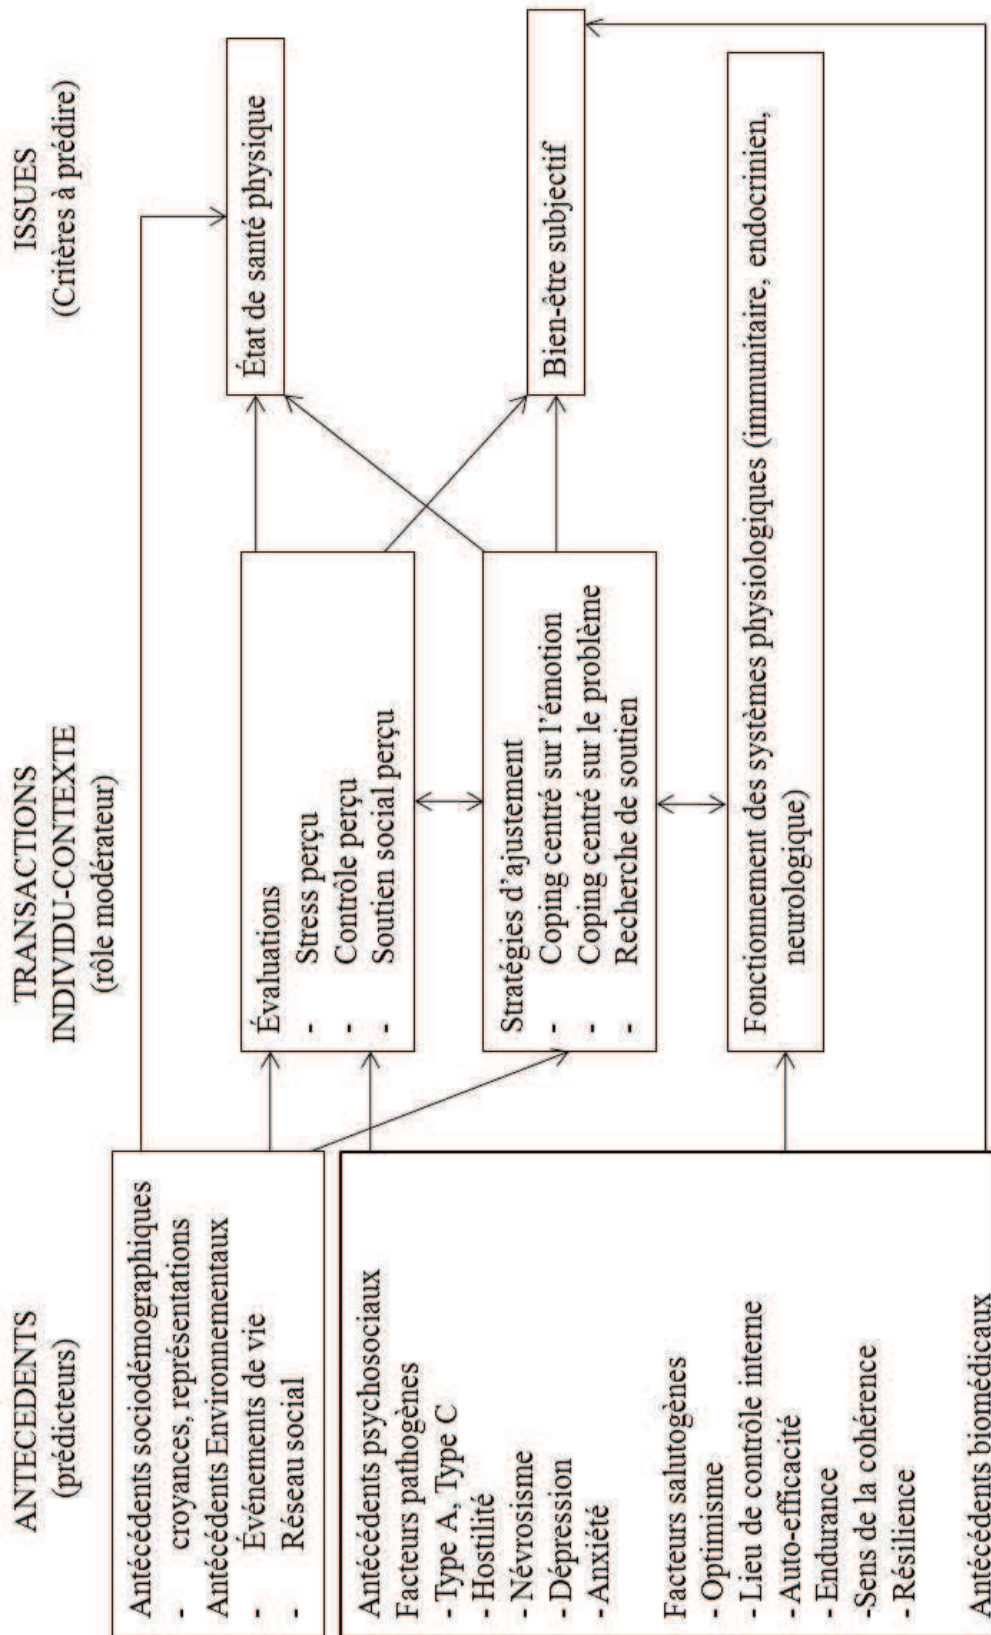 ANTECEDENTS
(prédicteurs)
Antécédents sociodémographiques
- croyances, représentations
Antécédents Environnementaux
- Événements de vie
- Réseau social
Antécédents psychosociaux
Facteurs pathogènes
- Type A, Type C
- Hostilité
- Névrosisme
- Dépression
- Anxiété
Facteurs salutogènes
- Optimisme
- Lieu de contrôle interne
- Auto-efficacité
- Endurance
-Sens de la cohérence
- Résilience
Antécédents biomédicaux
TRANSACTIONS
INDIVIDU-CONTEXTE
(rôle modérateur)
Évaluations
- Stress perçu
- Contrôle perçu
- Soutien social perçu
Stratégies d’ajustement
- Coping centré sur l’émotion
- Coping centré sur le problème
- Recherche de soutien
Fonctionnement des systèmes physiologiques (immunitaire, endocrinien,
neurologique)
ISSUES
(Critères à prédire)
État de santé physique
Bien-être subjectif